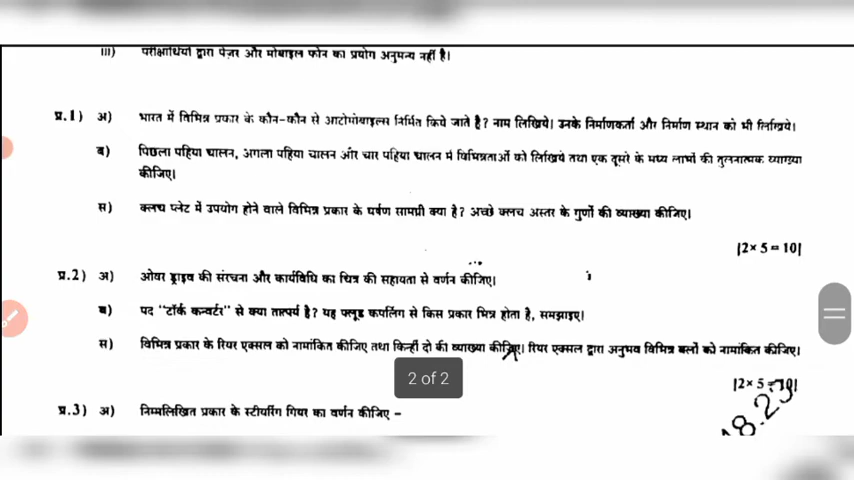 III) परीक्षार्थियों द्वारा पेजर और मोबाइल फोन का प्रयोग अनुमन्य नहीं है।
प्र.1) अ) भारत में विभिन्न प्रकार के कौन-कौन से आटोमोबाइल्स निर्मित किये जाते है? नाम लिखिये। उनके निर्माणकर्ता और निर्माण स्थान को भी लिखिये।
ब) पिछला पहिया चालन, अगला पहिया चालन और चार पहिया चालन में विभिन्नताओं को लिखिये तथा एक दूसरे के मध्य लाभों की तुलनात्मक व्याख्या
कीजिए।
स) क्लच प्लेट में उपयोग होने वाले विभिन्न प्रकार के घर्षण सामग्री क्या है? अच्छे क्लच अस्तर के गुणों की व्याख्या कीजिए।
|2× 5=10|
प्र.2) अ) ओवर ड्राइव की संरचना और कार्यविधि का चित्र की सहायता से वर्णन कीजिए।
ब) पद "टॉर्क कन्वर्टर" से क्या तात्पर्य है? यह फ्लूड कपलिंग से किस प्रकार भिन्न होता है, समझाइए।
स) विभिन्न प्रकार के रियर एक्सल को नामांकित कीजिए तथा किन्हीं दो की व्याख्या कीजिए। रियर एक्सल द्वारा अनुभव विभिन्न बलों को नामांकित कीजिए।
2 of 2
|2× 5=10|
प्र.3) अ) निम्मलिखित प्रकार के स्टीयरिंग गियर का वर्णन कीजिए –